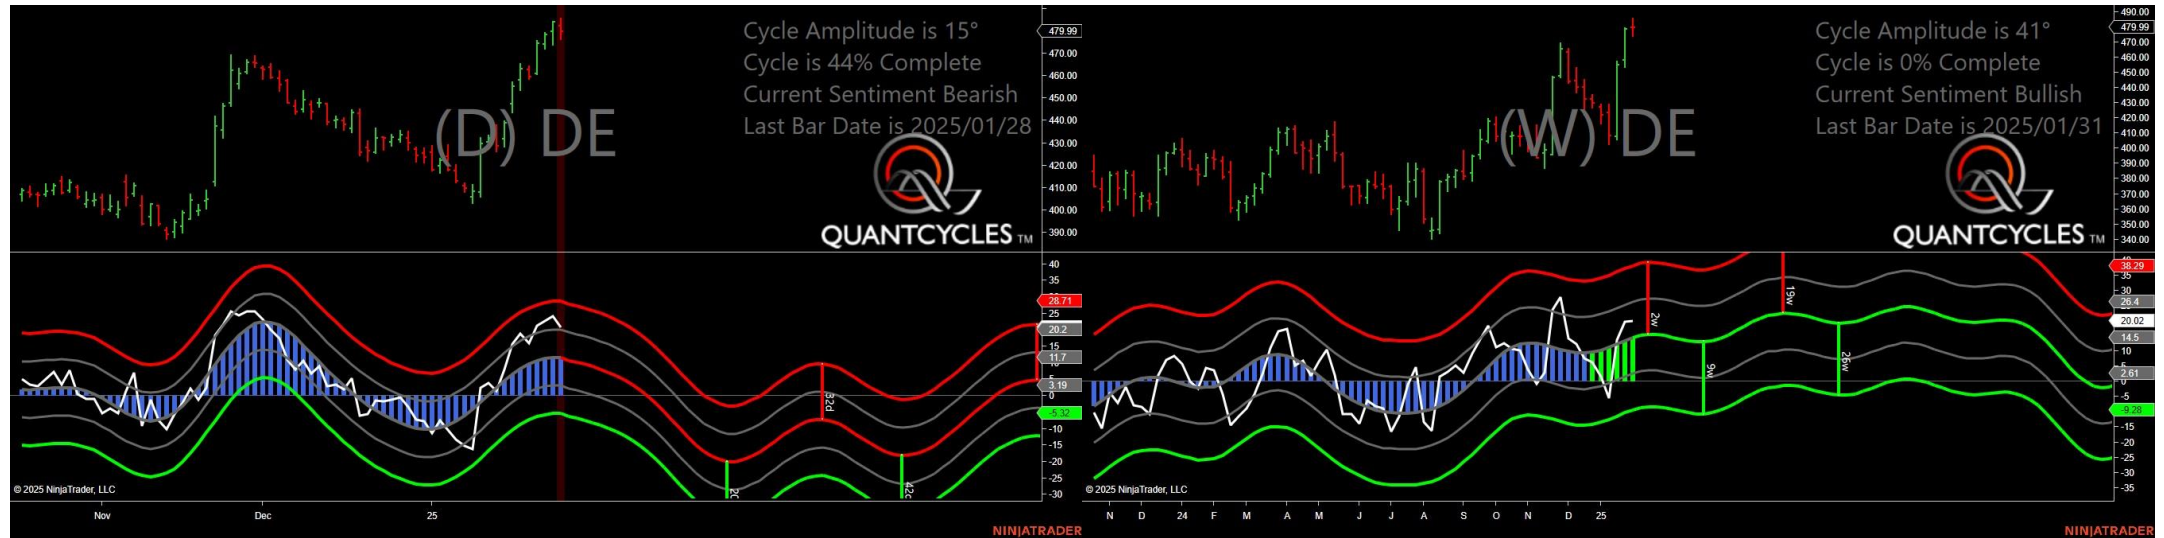 Cycle Amplitude is 15°
Cycle is 44% Complete
Current Sentiment Bearish
Last Bar Date is 2025/01/28
(D) DE
QUANTCYCLES TM
479.99
470.00
460.00
450.00
440.00
430.00
420.00
410.00
400.00
390.00
40
35
28.71
20.2
15
11.7
3.19
0
-5.32
-10
-15
-20
-25
-30
32d
42d
© 2025 NinjaTrader, LLC
Nov Dec 25
NINJATRADER
Cycle Amplitude is 41°
Cycle is 0% Complete
Current Sentiment Bullish
Last Bar Date is 2025/01/31
(W) DE
QUANTCYCLES TM
490.00
479.99
470.00
460.00
450.00
440.00
430.00
420.00
410.00
400.00
390.00
380.00
370.00
360.00
350.00
340.00
38.29
35
30
26.4
20.02
14.5
10
2.61
-5
-9.28
-15
-20
-25
-30
-35
2w
19w
9w
26w
© 2025 NinjaTrader, LLC
N D 24 F M A M J J A S O N D 25
NINJATRADER